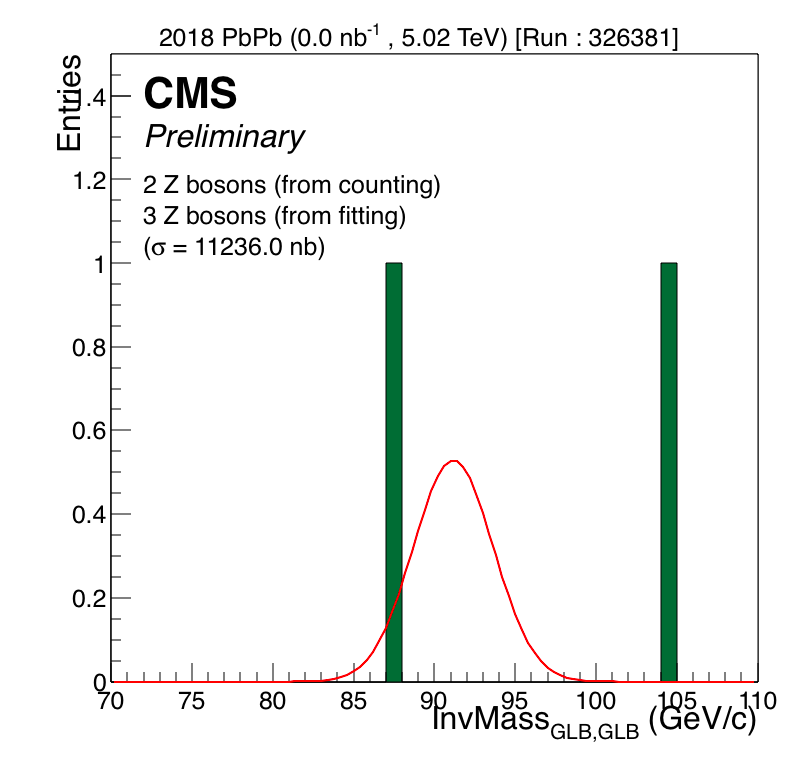 2018 PbPb (0.0 nb-1 , 5.02 TeV) [Run : 326381]
Entries
CMS
Preliminary
2 Z bosons (from counting)
3 Z bosons (from fitting)
(σ = 11236.0 nb)
1.4
1.2
1
0.8
0.6
0.4
0.2
0
70 75 80 85 90 95 100 105 110
InvMassGLB,GLB (GeV/c)